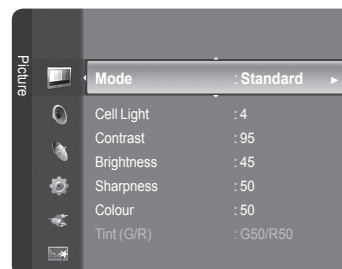 Picture
Mode : Standard
Cell Light : 4
Contrast : 95
Brightness : 45
Sharpness : 50
Colour : 50
Tint (G/R) : G50/R50